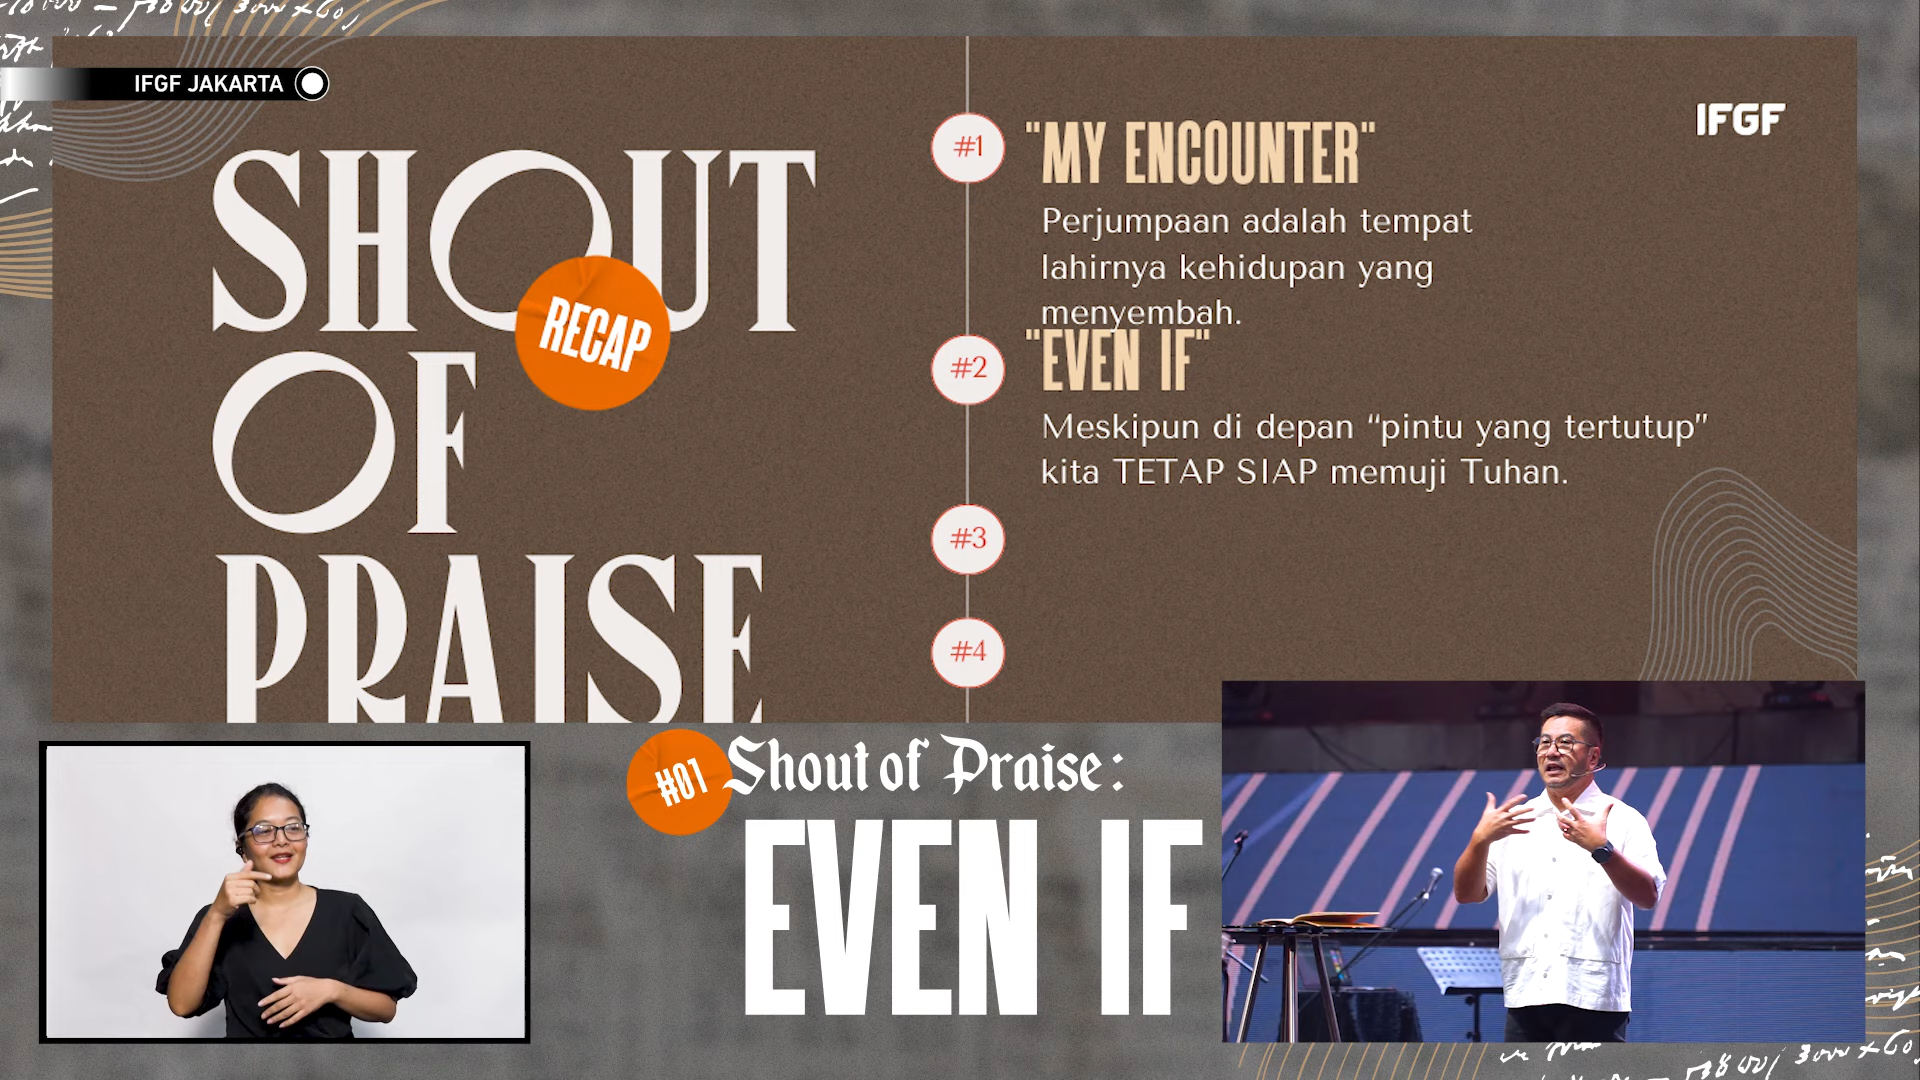 IFGF JAKARTA
IFGF
SHOUT
OF
PRAISE
RECAP
#1
"MY ENCOUNTER"
Perjumpaan adalah tempat
lahirnya kehidupan yang
menyembah.
#2
"EVEN IF"
Meskipun di depan “pintu yang tertutup”
kita TETAP SIAP memuji Tuhan.
#3
#4
#01
Shout of Praise:
EVEN IF